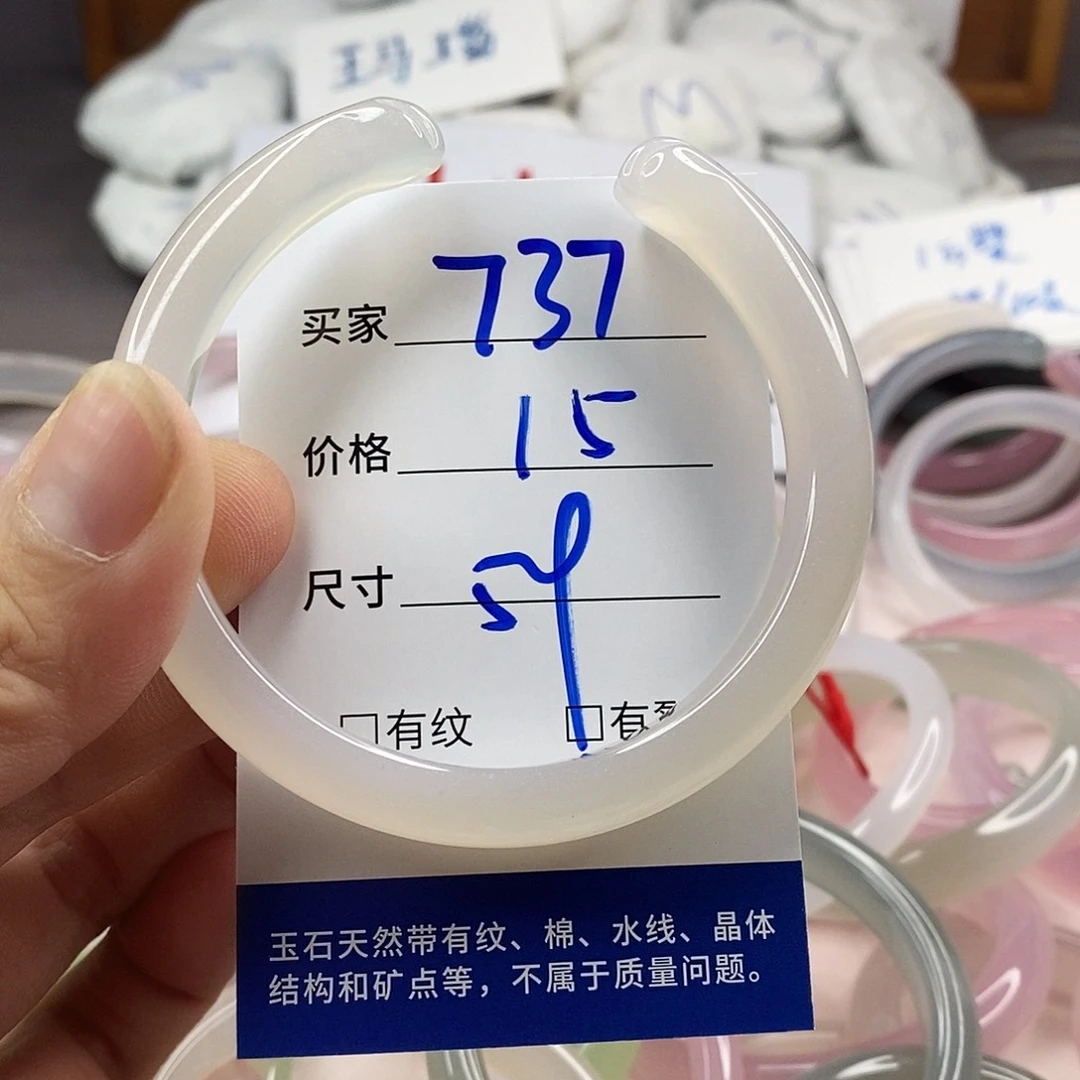 玉玛瑙
M
买家 737
价格 15
尺寸 59
□有纹 □有裂
玉石天然带有纹、棉、水线、晶体
结构和矿点等，不属于质量问题。